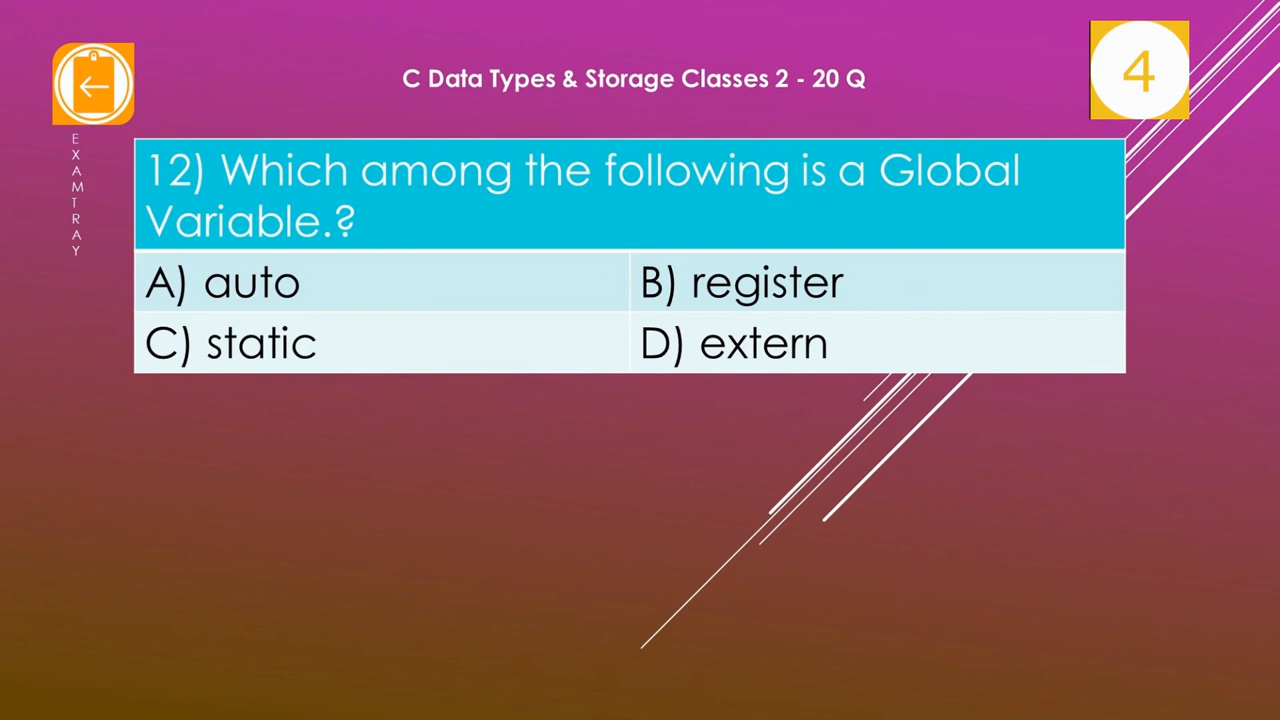 C Data Types & Storage Classes 2 - 20 Q
4
EXAMTRAY
12) Which among the following is a Global
Variable.?
A) auto
B) register
C) static
D) extern